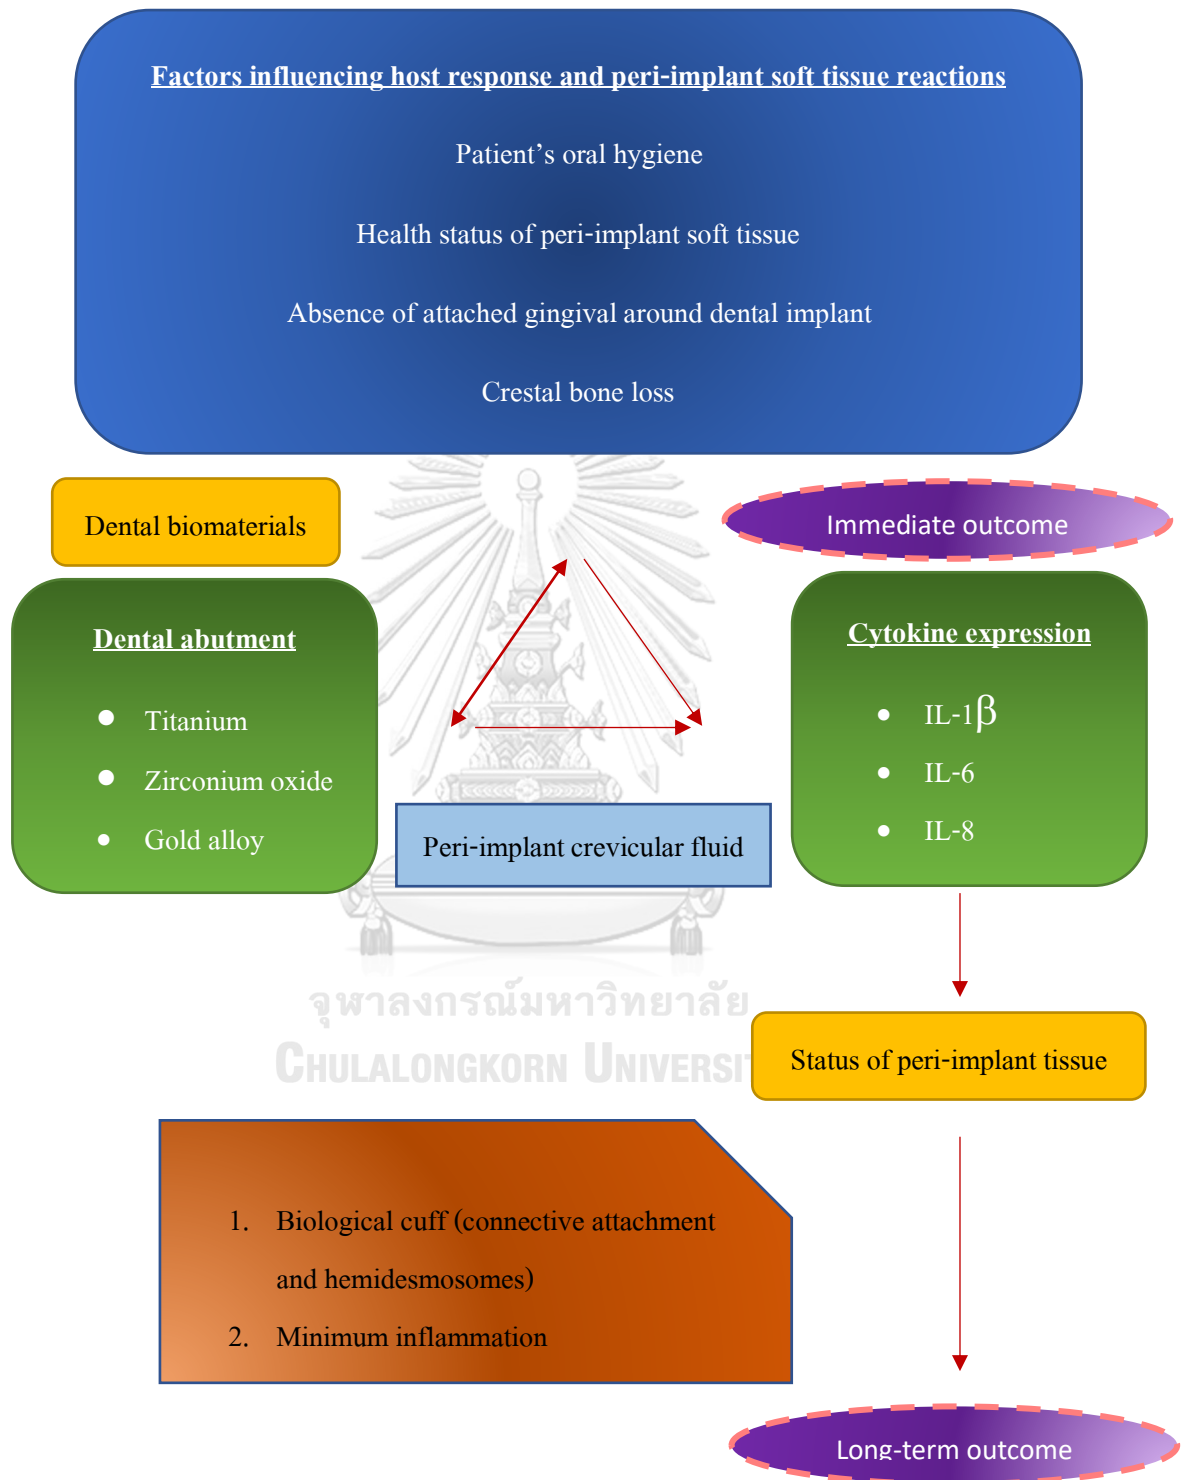 Factors influencing host response and peri-implant soft tissue reactions
Patient's oral hygiene
Health status of peri-implant soft tissue
Absence of attached gingival around dental implant
Crestal bone loss
Dental biomaterials
Immediate outcome
Dental abutment
• Titanium
• Zirconium oxide
• Gold alloy
Cytokine expression
• IL-1β
• IL-6
• IL-8
Peri-implant crevicular fluid
จุฬาลงกรณ์มหาวิทยาลัย
CHULALONGKORN UNIVERSI
Status of peri-implant tissue
1. Biological cuff (connective attachment
and hemidesmosomes)
2. Minimum inflammation
Long-term outcome